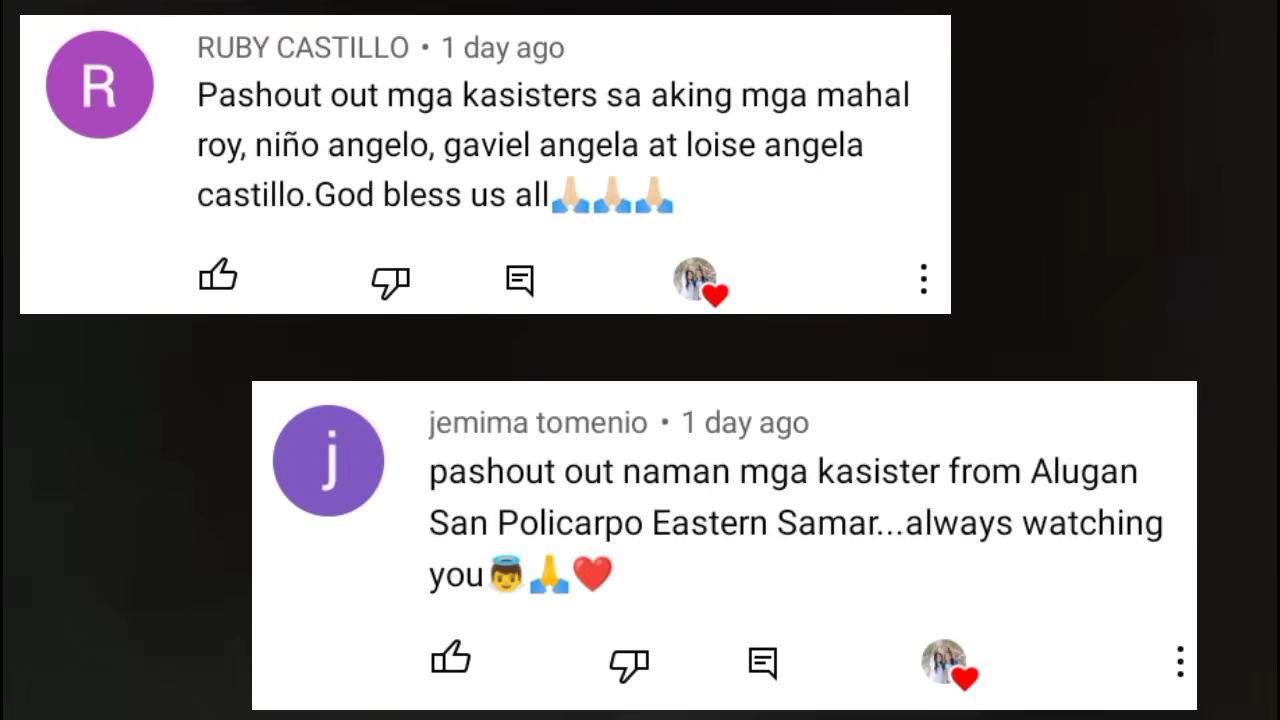 R
RUBY CASTILLO • 1 day ago
Pashout out mga kasisters sa aking mga mahal
roy, niño angelo, gaviel angela at loise angela
castillo.God bless us all🙏🏻🙏🏻🙏🏻
j
jemima tomenio • 1 day ago
pashout out naman mga kasister from Alugan
San Policarpo Eastern Samar...always watching
you👼🙏❤️